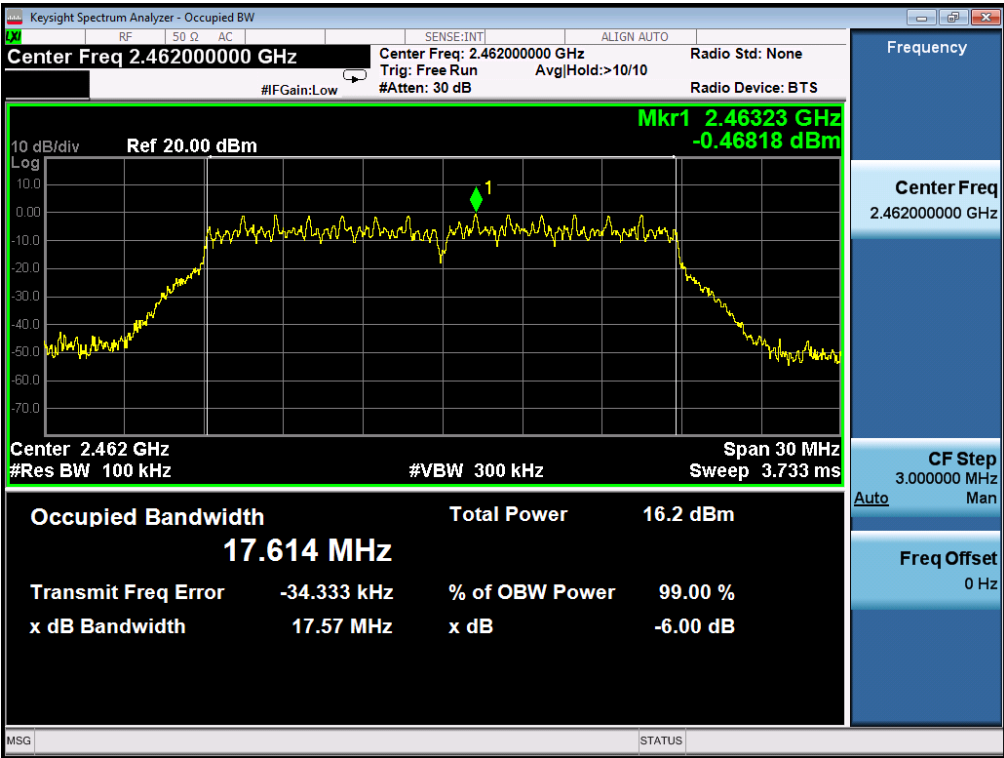 Keysight Spectrum Analyzer - Occupied BW
LXI RF 50 Ω AC SENSE:INT ALIGN AUTO
Center Freq 2.462000000 GHz
#IFGain:Low
Center Freq: 2.462000000 GHz Radio Std: None
Trig: Free Run Avg|Hold:>10/10
#Atten: 30 dB Radio Device: BTS
Mkr1 2.46323 GHz
-0.46818 dBm
10 dB/div Ref 20.00 dBm
Log
10.0
0.00
-10.0
-20.0
-30.0
-40.0
-50.0
-60.0
-70.0
1
Center 2.462 GHz Span 30 MHz
#Res BW 100 kHz #VBW 300 kHz Sweep 3.733 ms
Occupied Bandwidth Total Power 16.2 dBm
17.614 MHz
Transmit Freq Error -34.333 kHz % of OBW Power 99.00 %
x dB Bandwidth 17.57 MHz x dB -6.00 dB
Frequency
Center Freq
2.462000000 GHz
CF Step
3.000000 MHz
Auto Man
Freq Offset
0 Hz
MSG STATUS